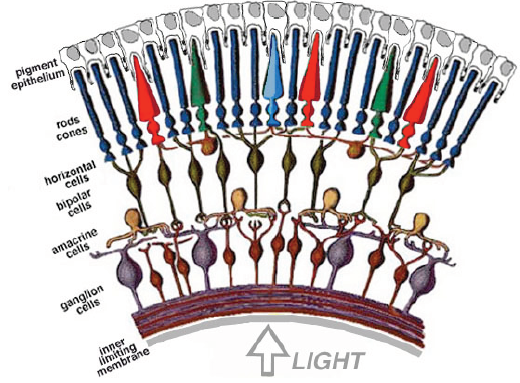 pigment
epithelium
rods
cones
horizontal
cells
bipolar
cells
amacrine
cells
ganglion
cells
inner
limiting
membrane
LIGHT